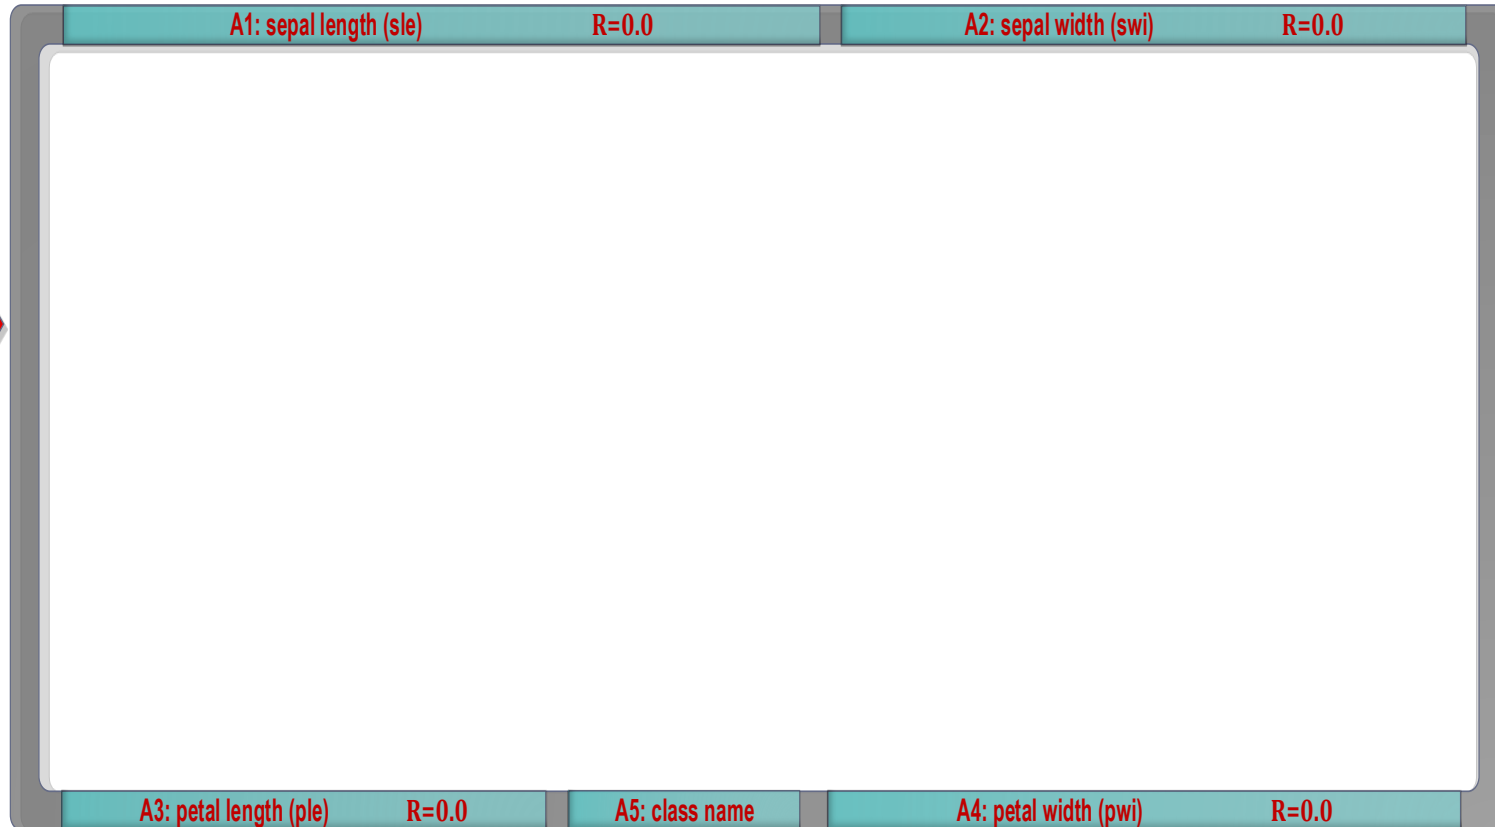 A1: sepal length (sle) R=0.0
A2: sepal width (swi) R=0.0
A3: petal length (ple) R=0.0
A5: class name
A4: petal width (pwi) R=0.0